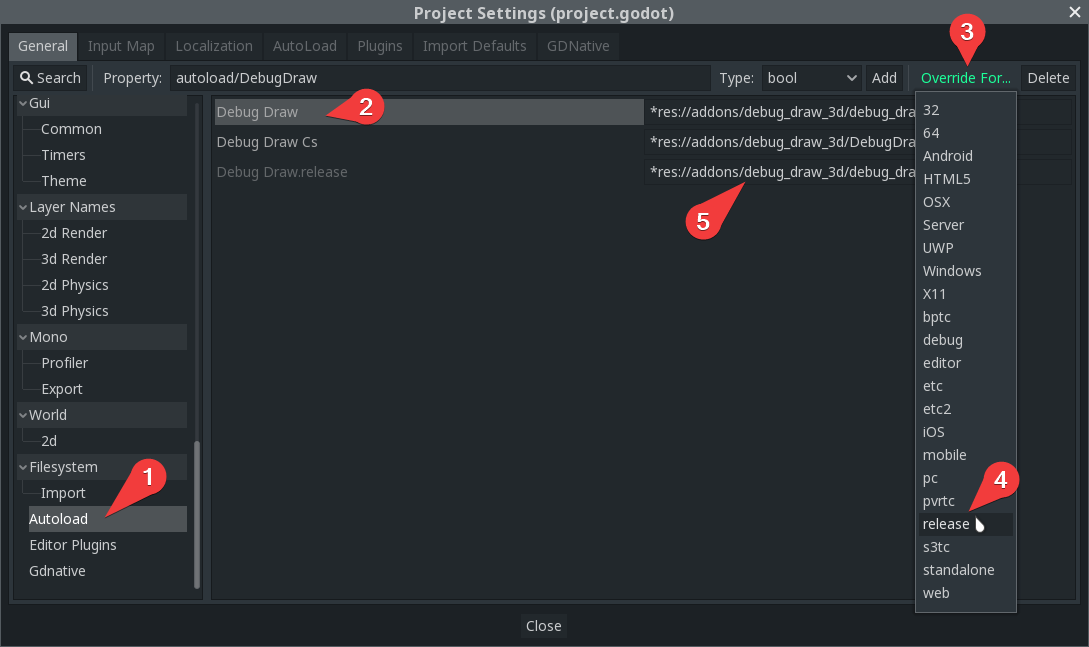 Project Settings (project.godot)
General Input Map Localization AutoLoad Plugins Import Defaults GDNative
3
Search Property: autoload/DebugDraw Type: bool Add Override For... Delete
Gui
Common
Timers
Theme
Layer Names
2d Render
3d Render
2d Physics
3d Physics
Mono
Profiler
Export
World
2d
Filesystem
Import
1
Autoload
Editor Plugins
Gdnative
Debug Draw *res://addons/debug_draw_3d/debug_dra
2
Debug Draw Cs *res://addons/debug_draw_3d/DebugDra
Debug Draw.release *res://addons/debug_draw_3d/debug_dra
5
32
64
Android
HTML5
OSX
Server
UWP
Windows
X11
bptc
debug
editor
etc
etc2
iOS
mobile
pc
4
pvrtc
release
s3tc
standalone
web
Close